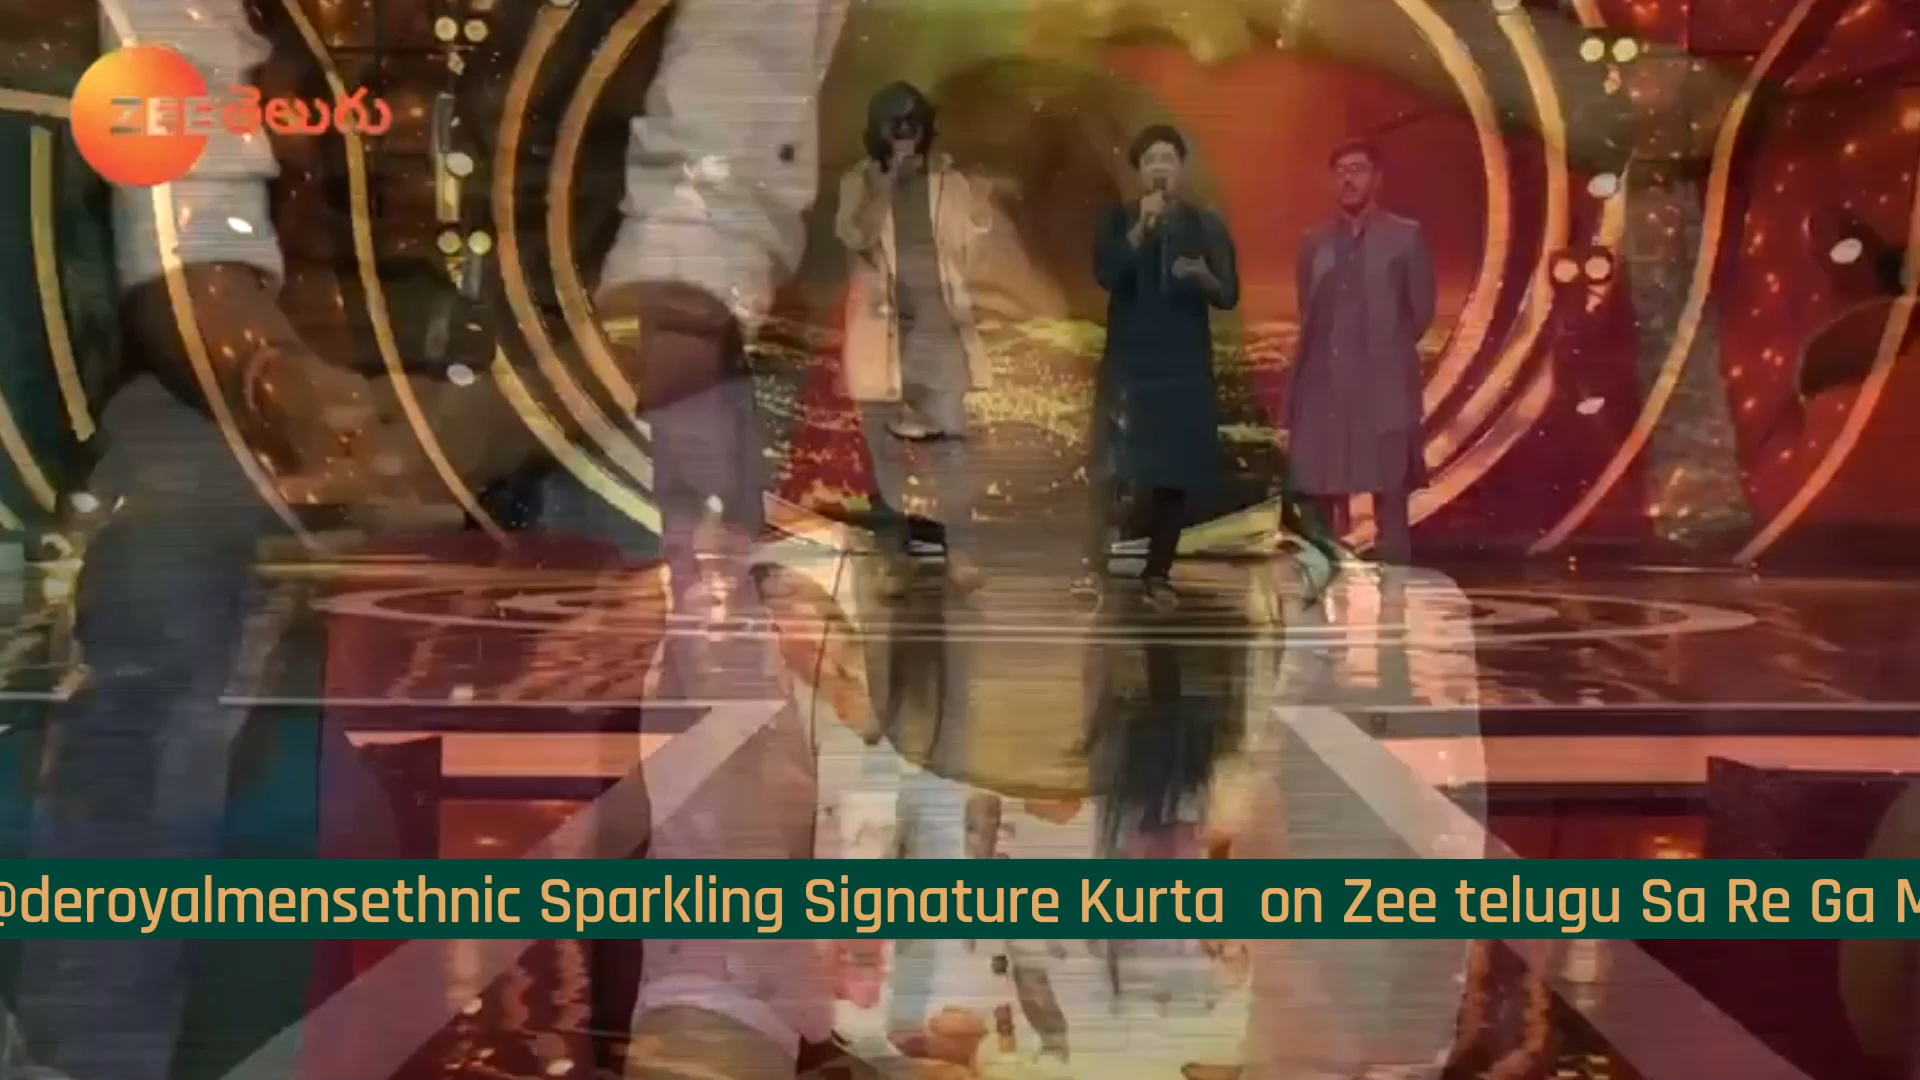 ZEE తెలుగు
@deroyalmensethnic Sparkling Signature Kurta on Zee telugu Sa Re Ga M